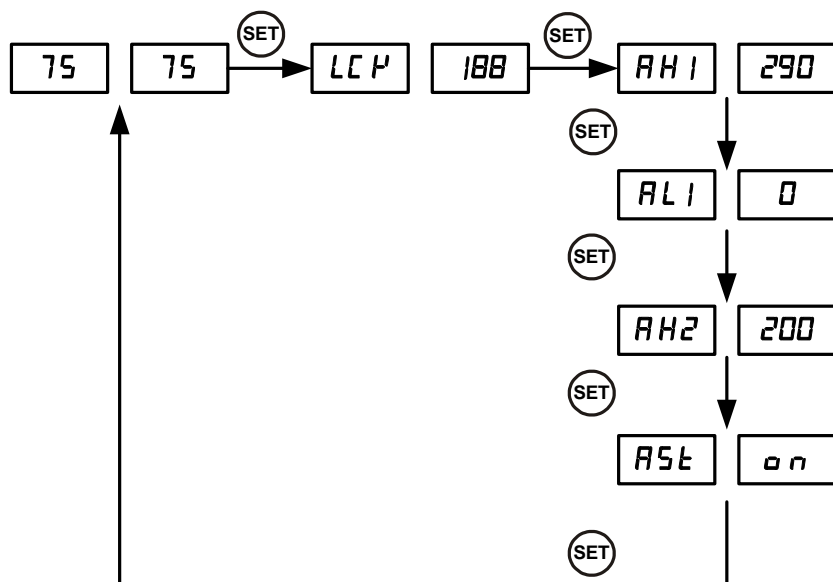 SET SET
75 75 LCK 188 AH1 290
SET
AL1 0
SET
AH2 200
SET
ASt on
SET